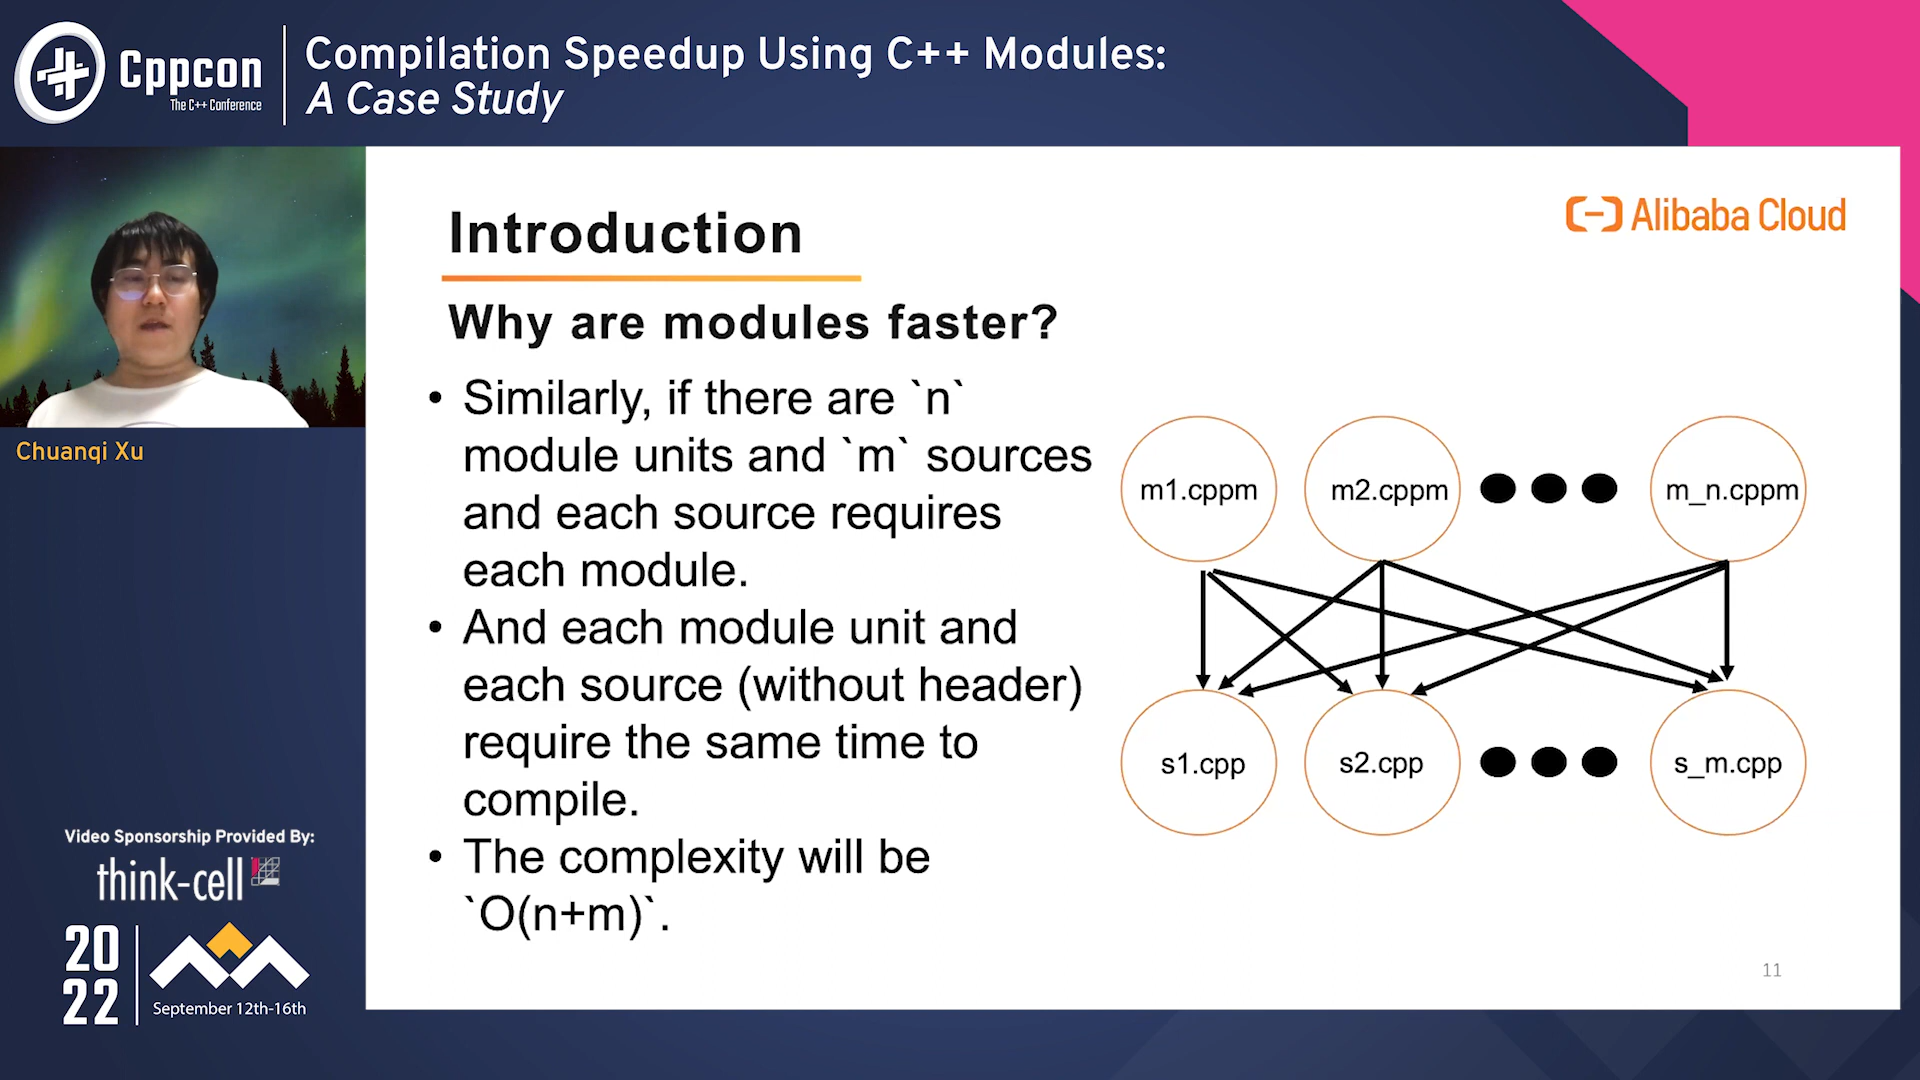 Cppcon
The C++ Conference
Compilation Speedup Using C++ Modules:
A Case Study
Chuanqi Xu
Alibaba Cloud
Introduction
Why are modules faster?
• Similarly, if there are `n`
module units and `m` sources
and each source requires
each module.
• And each module unit and
each source (without header)
require the same time to
compile.
• The complexity will be
`O(n+m)`.
m1.cppm
m2.cppm
m_n.cppm
s1.cpp
s2.cpp
s_m.cpp
11
Video Sponsorship Provided By:
think-cell
20
22
September 12th-16th